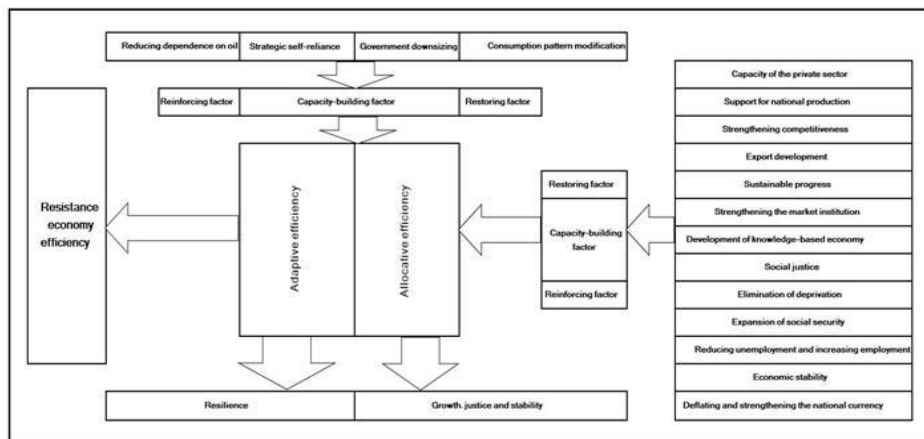 Reducing dependence on oil
Strategic self-reliance
Government downsizing
Consumption pattern modification
Reinforcing factor
Capacity-building factor
Restoring factor
Resistance
economy
efficiency
Adaptive efficiency
Allocative efficiency
Restoring factor
Capacity-building
factor
Reinforcing factor
Capacity of the private sector
Support for national production
Strengthening competitiveness
Export development
Sustainable progress
Strengthening the market institution
Development of knowledge-based economy
Social justice
Elimination of deprivation
Expansion of social security
Reducing unemployment and increasing employment
Economic stability
Deflating and strengthening the national currency
Resilience
Growth. justice and stability